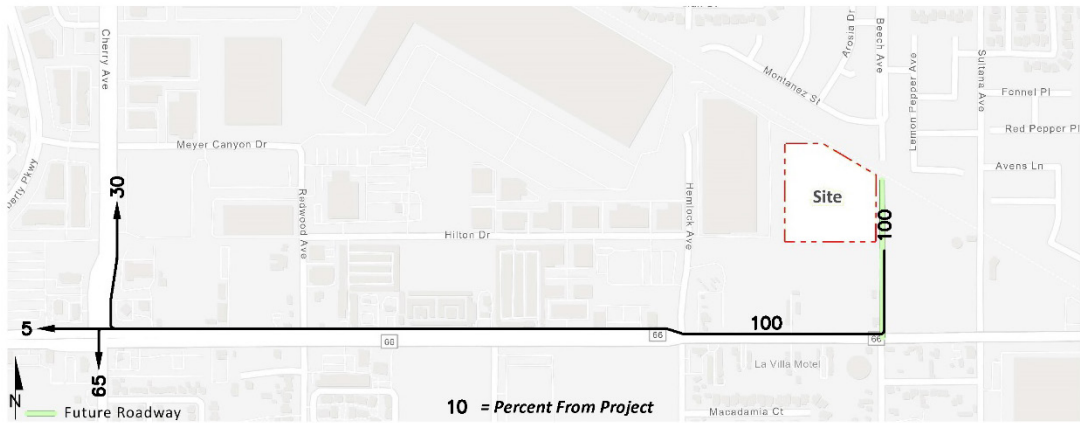 Cherry Ave
Beech Ave
Arosia Dr
Montanez St
Lemon Pepper Ave
Sultana Ave
Fonnel Pl
Red Pepper Pl
Avens Ln
Meyer Canyon Dr
erty Pkwy
30
Redwood Ave
Hilton Dr
Hemlock Ave
Site
100
5
100
66
66
66
65
La Villa Motel
N
Future Roadway
10 = Percent From Project
Macadamia Ct